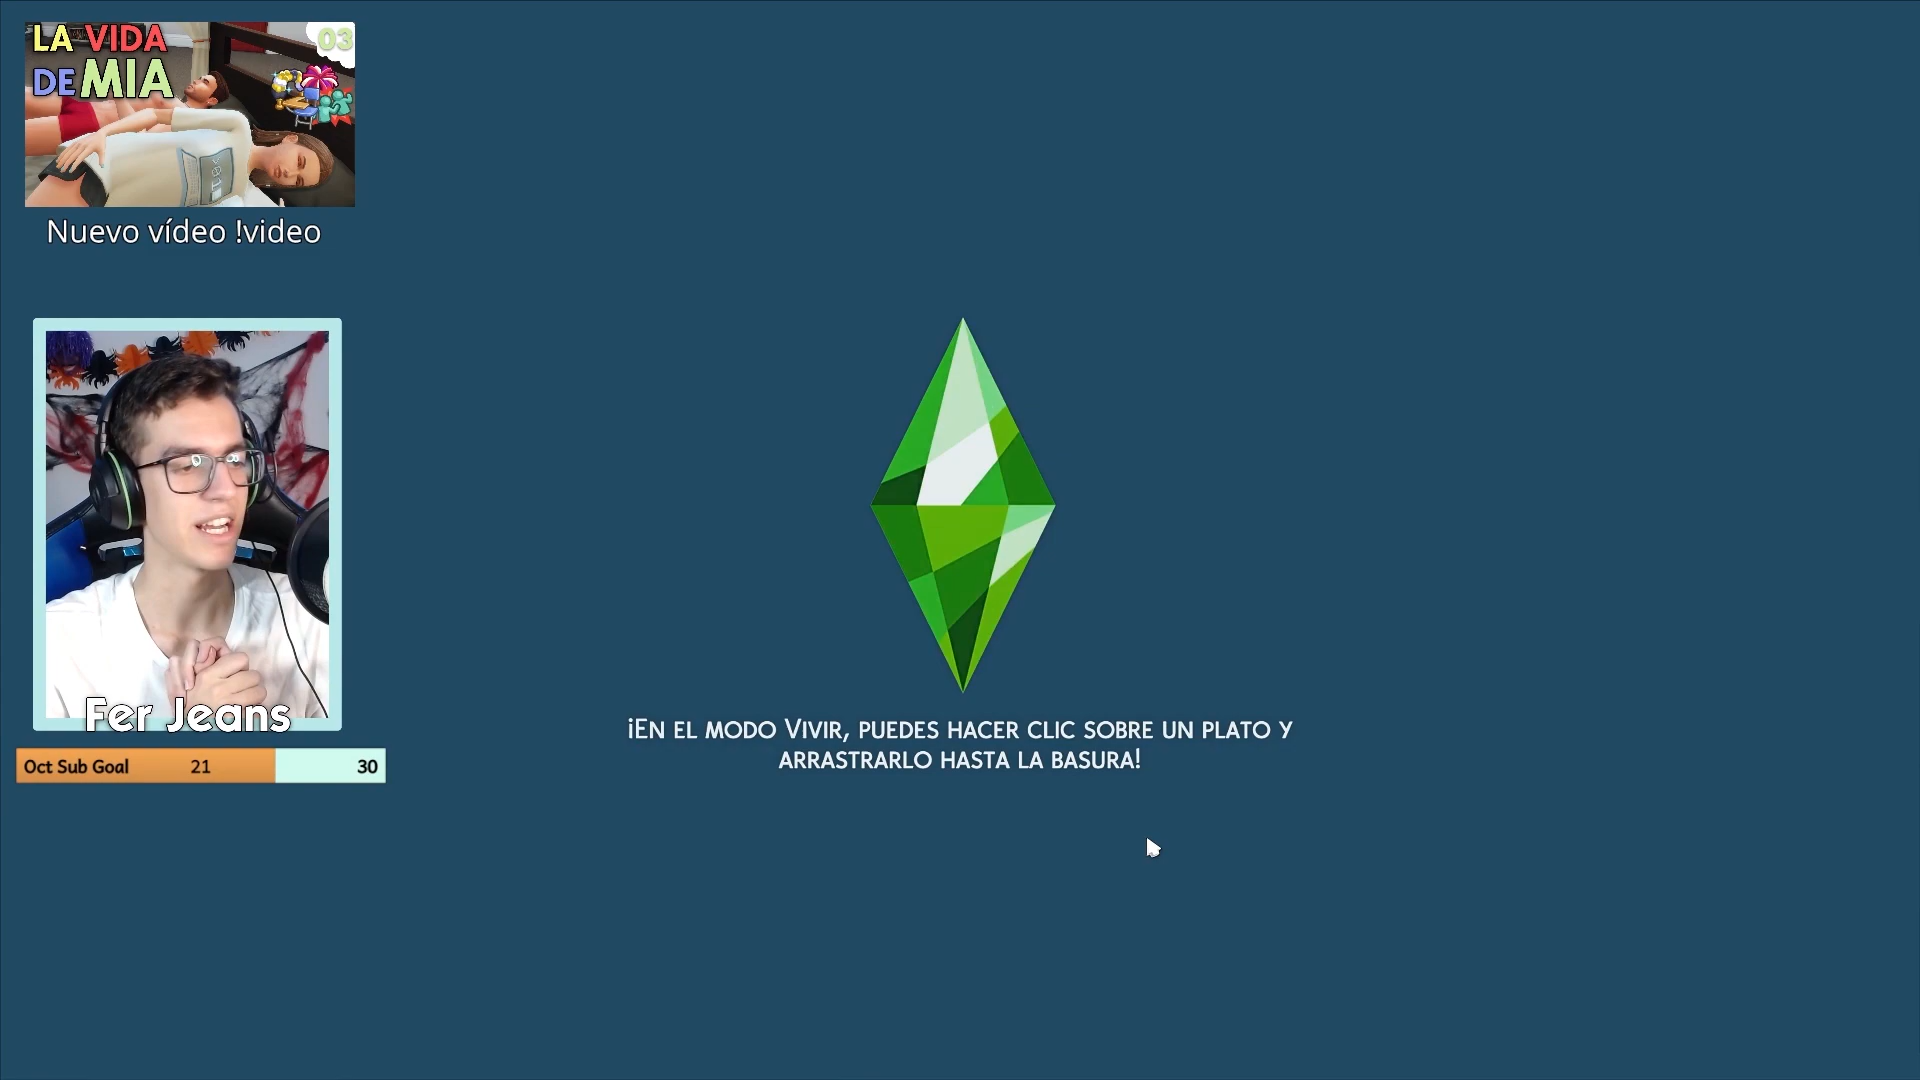 LA VIDA
DE MIA
03
Nuevo vídeo !video
Fer Jeans
Oct Sub Goal 21 30
¡En el modo Vivir, puedes hacer clic sobre un plato y
arrastrarlo hasta la basura!